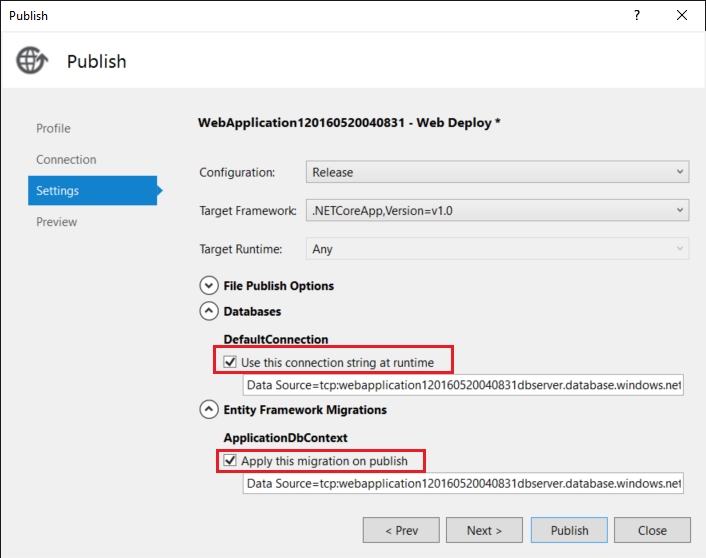 Publish
?
Publish
Profile
Connection
Settings
Preview
WebApplication120160520040831 - Web Deploy *
Configuration: Release
Target Framework: .NETCoreApp,Version=v1.0
Target Runtime: Any
File Publish Options
Databases
DefaultConnection
Use this connection string at runtime
Data Source=tcp:webapplication120160520040831dbserver.database.windows.net
Entity Framework Migrations
ApplicationDbContext
Apply this migration on publish
Data Source=tcp:webapplication120160520040831dbserver.database.windows.net
< Prev Next > Publish Close